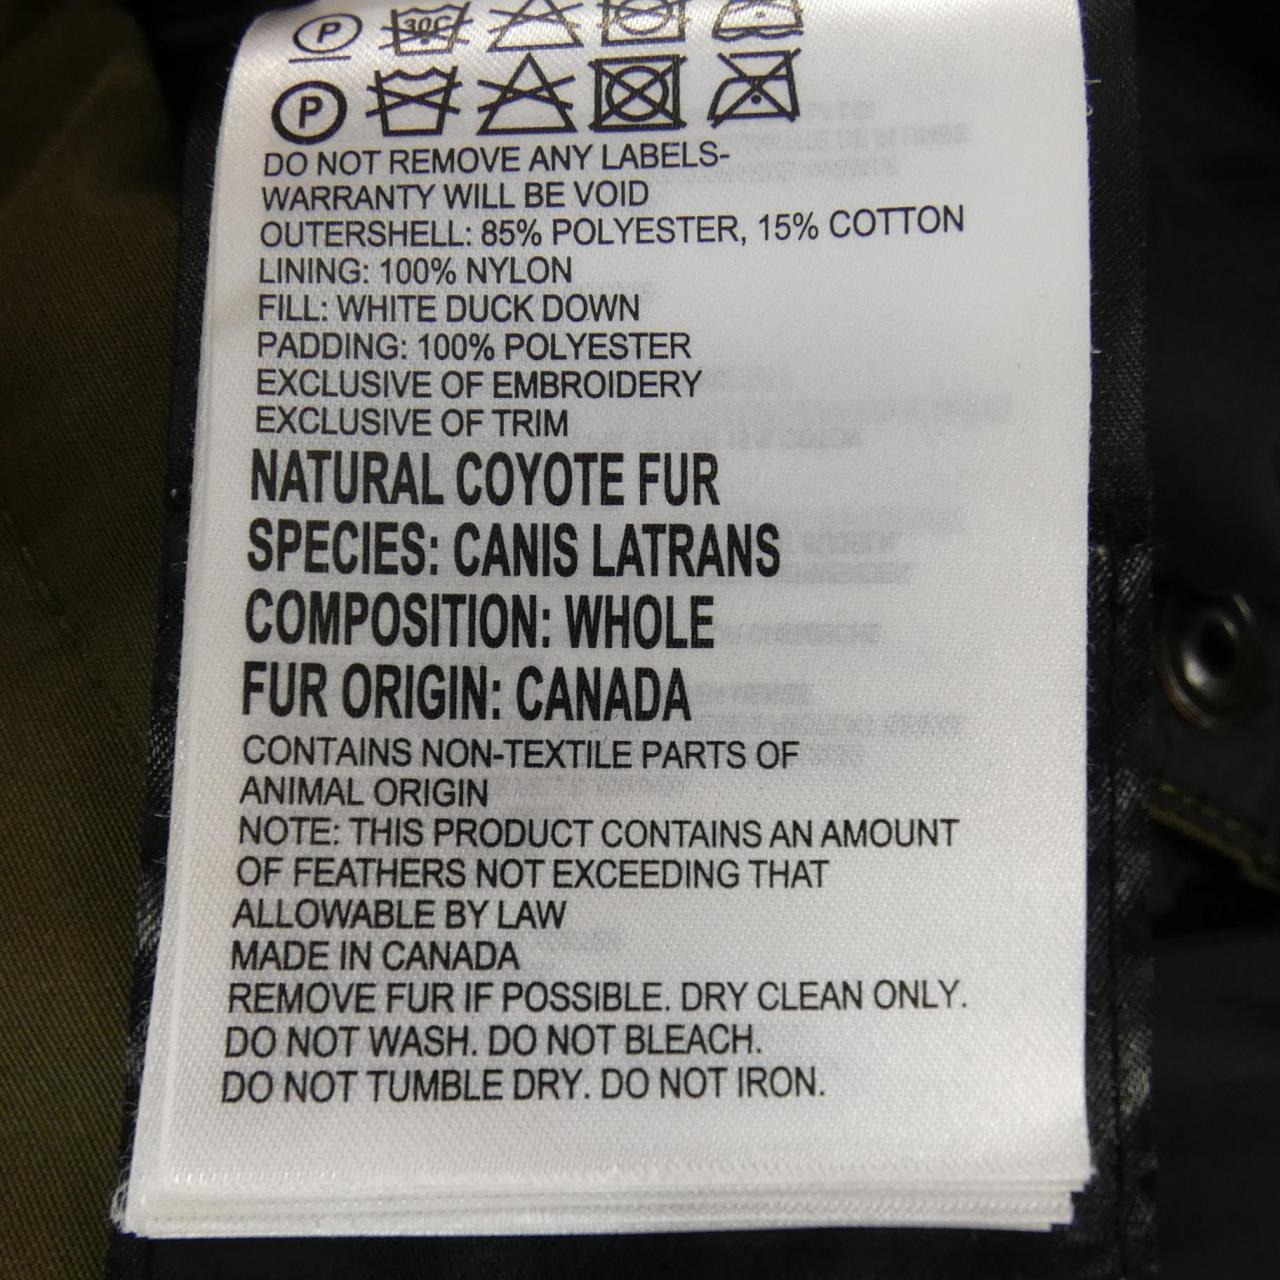 P 30C
P
DO NOT REMOVE ANY LABELS-
WARRANTY WILL BE VOID
OUTERSHELL: 85% POLYESTER, 15% COTTON
LINING: 100% NYLON
FILL: WHITE DUCK DOWN
PADDING: 100% POLYESTER
EXCLUSIVE OF EMBROIDERY
EXCLUSIVE OF TRIM
NATURAL COYOTE FUR
SPECIES: CANIS LATRANS
COMPOSITION: WHOLE
FUR ORIGIN: CANADA
CONTAINS NON-TEXTILE PARTS OF
ANIMAL ORIGIN
NOTE: THIS PRODUCT CONTAINS AN AMOUNT
OF FEATHERS NOT EXCEEDING THAT
ALLOWABLE BY LAW
MADE IN CANADA
REMOVE FUR IF POSSIBLE. DRY CLEAN ONLY.
DO NOT WASH. DO NOT BLEACH.
DO NOT TUMBLE DRY. DO NOT IRON.